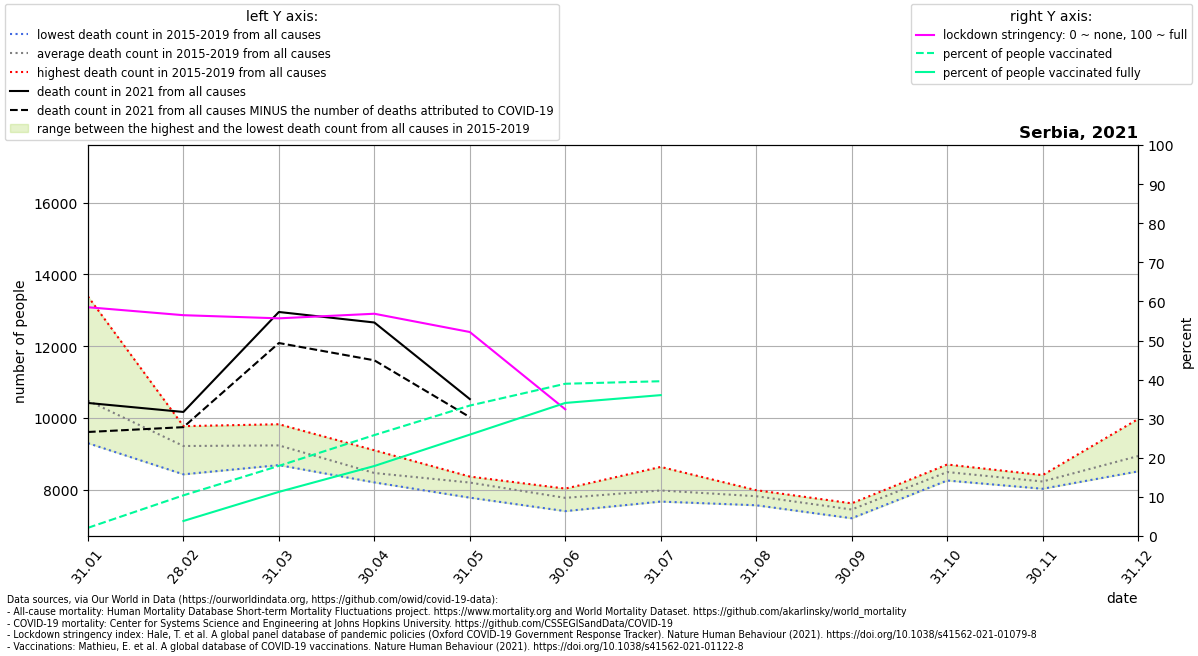 left Y axis:
lowest death count in 2015-2019 from all causes
average death count in 2015-2019 from all causes
highest death count in 2015-2019 from all causes
death count in 2021 from all causes
death count in 2021 from all causes MINUS the number of deaths attributed to COVID-19
range between the highest and the lowest death count from all causes in 2015-2019
right Y axis:
lockdown stringency: 0 ~ none, 100 ~ full
percent of people vaccinated
percent of people vaccinated fully
Serbia, 2021
number of people
16000
14000
12000
10000
8000
100
90
80
70
60
50
40
30
20
10
0
percent
31.01
28.02
31.03
30.04
31.05
30.06
31.07
31.08
30.09
31.10
30.11
31.12
date
Data sources, via Our World in Data (https://ourworldindata.org, https://github.com/owid/covid-19-data):
- All-cause mortality: Human Mortality Database Short-term Mortality Fluctuations project. https://www.mortality.org and World Mortality Dataset. https://github.com/akarlinsky/world_mortality
- COVID-19 mortality: Center for Systems Science and Engineering at Johns Hopkins University. https://github.com/CSSEGISandData/COVID-19
- Lockdown stringency index: Hale, T. et al. A global panel database of pandemic policies (Oxford COVID-19 Government Response Tracker). Nature Human Behaviour (2021). https://doi.org/10.1038/s41562-021-01079-8
- Vaccinations: Mathieu, E. et al. A global database of COVID-19 vaccinations. Nature Human Behaviour (2021). https://doi.org/10.1038/s41562-021-01122-8